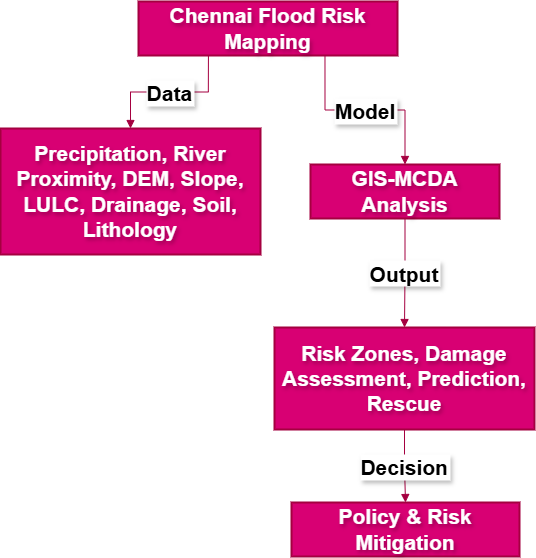 Chennai Flood Risk
Mapping
Data
Model
Precipitation, River
Proximity, DEM, Slope,
LULC, Drainage, Soil,
Lithology
GIS-MCDA
Analysis
Output
Risk Zones, Damage
Assessment, Prediction,
Rescue
Decision
Policy & Risk
Mitigation